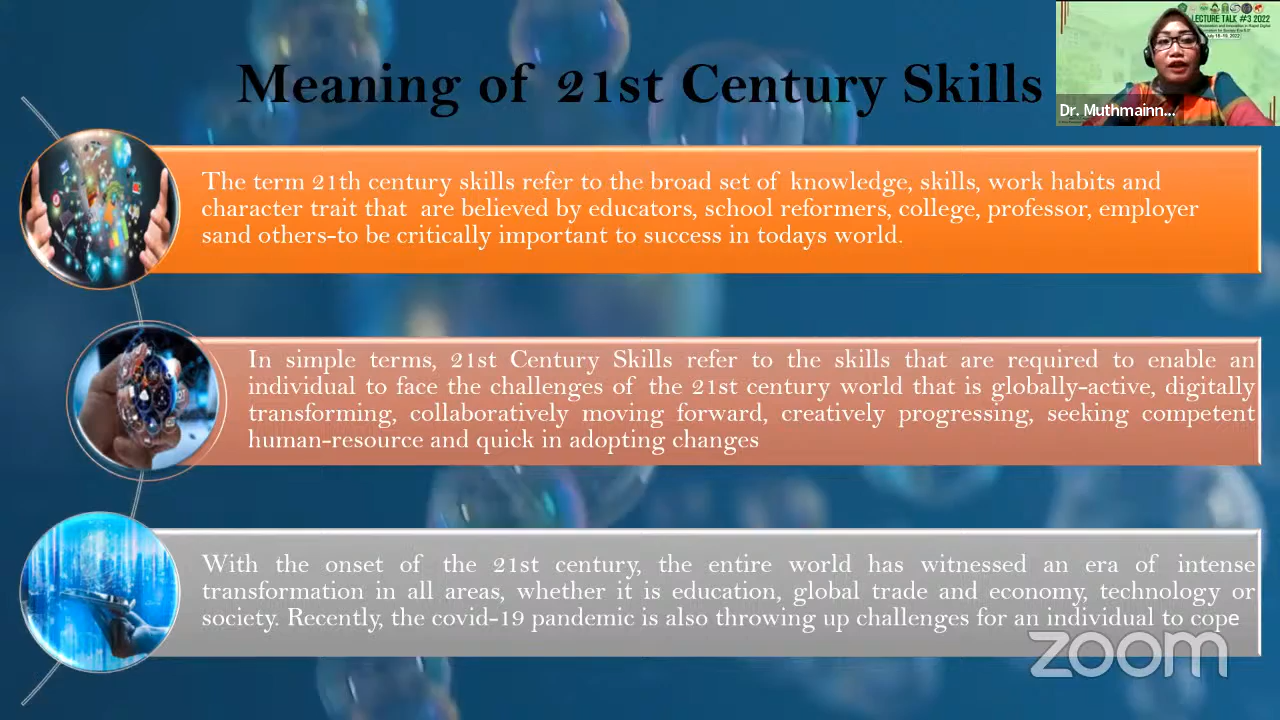 Meaning of 21st Century Skills
LECTURE TALK #3 2022
Dr. Muthmainn...
The term 21th century skills refer to the broad set of knowledge, skills, work habits and
character trait that are believed by educators, school reformers, college, professor, employer
sand others-to be critically important to success in todays world.
In simple terms, 21st Century Skills refer to the skills that are required to enable an
individual to face the challenges of the 21st century world that is globally-active, digitally
transforming, collaboratively moving forward, creatively progressing, seeking competent
human-resource and quick in adopting changes
With the onset of the 21st century, the entire world has witnessed an era of intense
transformation in all areas, whether it is education, global trade and economy, technology or
society. Recently, the covid-19 pandemic is also throwing up challenges for an individual to cope
zoom